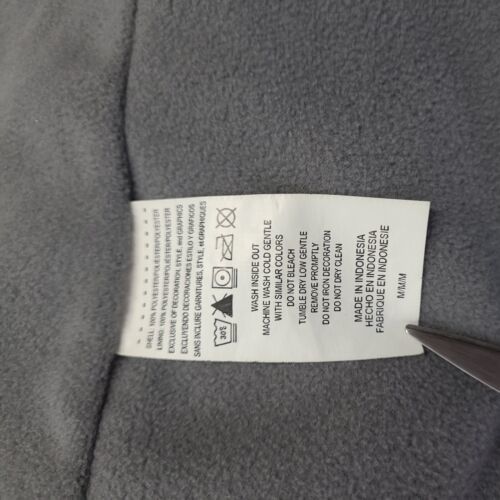 SHELL: 100% POLYESTER/POLYESTER/POLYESTER
LINING: 100% POLYESTER/POLYESTER/POLYESTER
EXCLUSIVE OF DECORATION, STYLE, and GRAPHICS
EXCLUYENDO DECORACIONES ESTILO Y GRAFICOS
SANS INCLURE GARNITURES, STYLE, et GRAPHIQUES
30°c
WASH INSIDE OUT
MACHINE WASH COLD GENTLE
WITH SIMILAR COLORS
DO NOT BLEACH
TUMBLE DRY LOW GENTLE
REMOVE PROMPTLY
DO NOT IRON DECORATION
DO NOT DRY CLEAN
MADE IN INDONESIA
HECHO EN INDONESIA
FABRIQUE EN INDONESIE
M/M/M